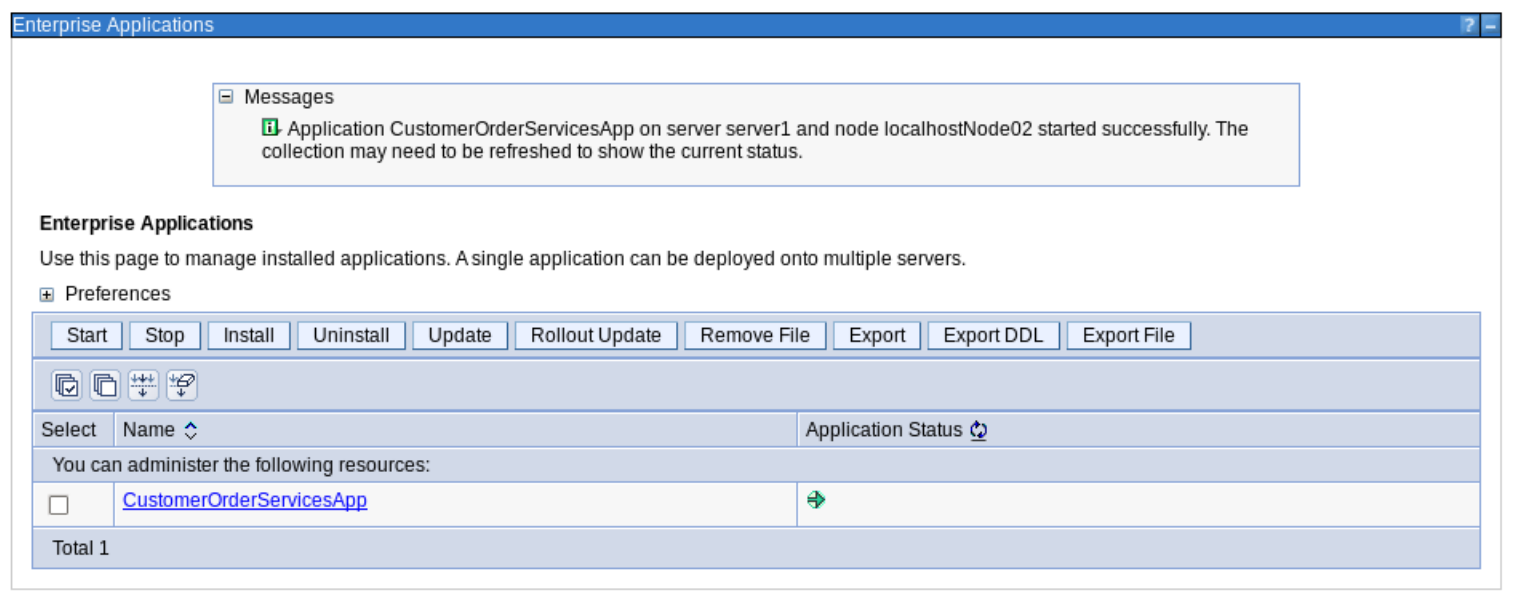 Enterprise Applications ? –
Messages
Application CustomerOrderServicesApp on server server1 and node localhostNode02 started successfully. The
collection may need to be refreshed to show the current status.
Enterprise Applications
Use this page to manage installed applications. A single application can be deployed onto multiple servers.
Preferences
Start Stop Install Uninstall Update Rollout Update Remove File Export Export DDL Export File
Select Name Application Status
You can administer the following resources:
CustomerOrderServicesApp
Total 1